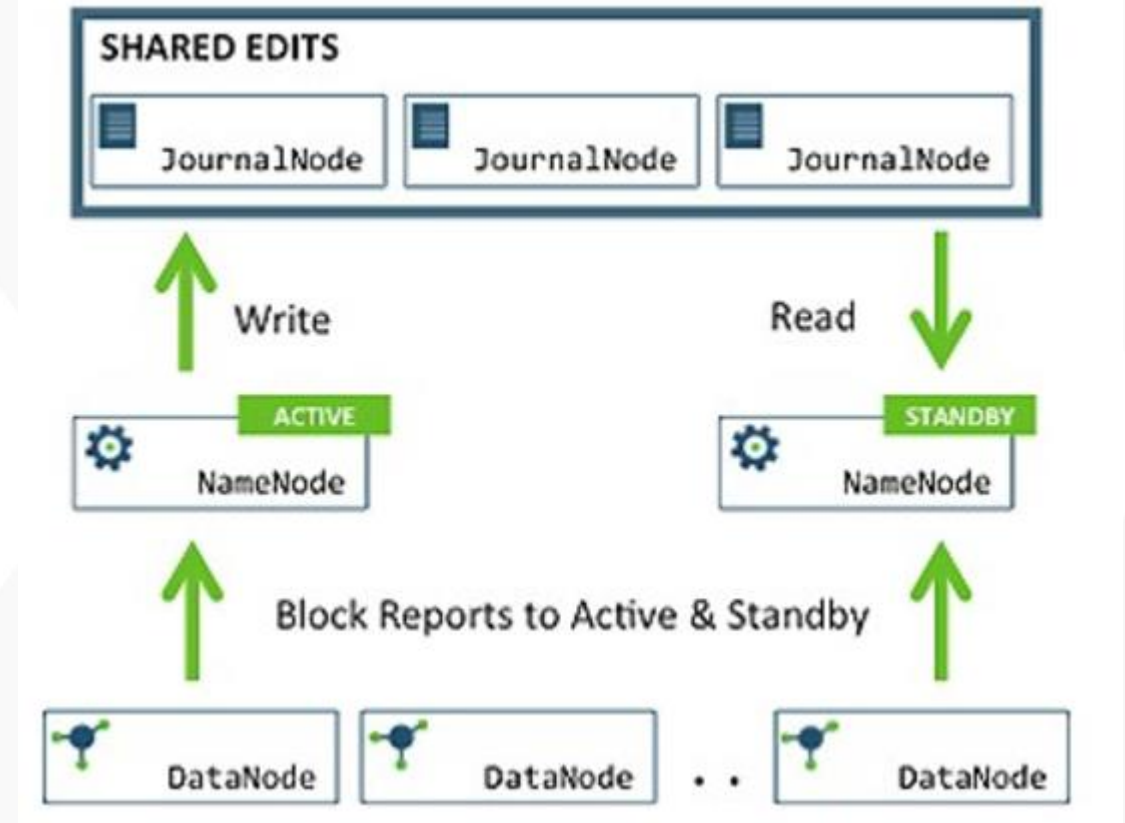 SHARED EDITS
JournalNode JournalNode JournalNode
Write Read
ACTIVE STANDBY
NameNode NameNode
Block Reports to Active & Standby
DataNode DataNode . . DataNode